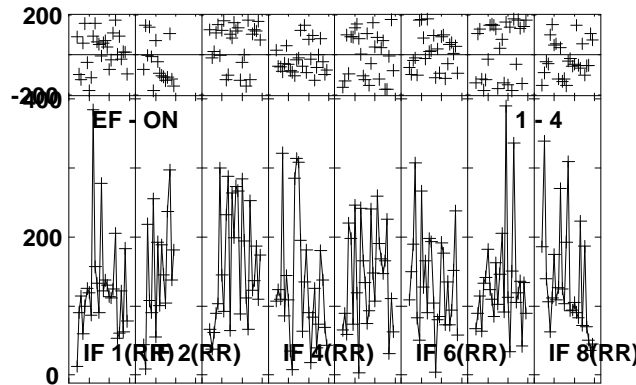 200
-200
400
EF - ON 1 - 4
200
0
IF 1(RR) IF 2(RR) IF 4(RR) IF 6(RR) IF 8(RR)